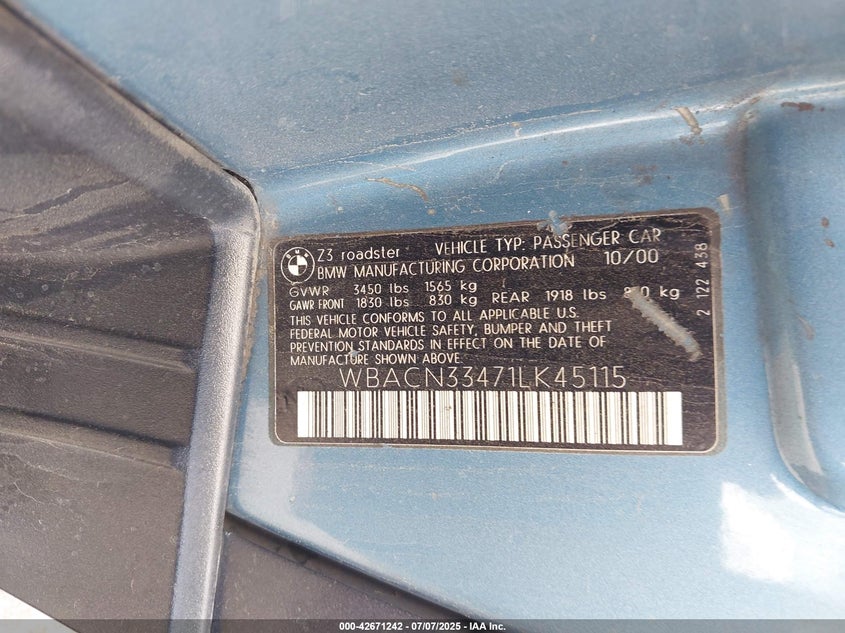 BMW
Z3 roadster VEHICLE TYP: PASSENGER CAR
BMW MANUFACTURING CORPORATION 10/00
GVWR 3450 lbs 1565 kg
GAWR FRONT 1830 lbs 830 kg REAR 1918 lbs kg
THIS VEHICLE CONFORMS TO ALL APPLICABLE U.S.
FEDERAL MOTOR VEHICLE SAFETY, BUMPER AND THEFT
PREVENTION STANDARDS IN EFFECT ON THE DATE OF
MANUFACTURE SHOWN ABOVE.
WBACN33471LK45115
2 122 438
000-42671242 / 07/07/2025 - IAA Inc.